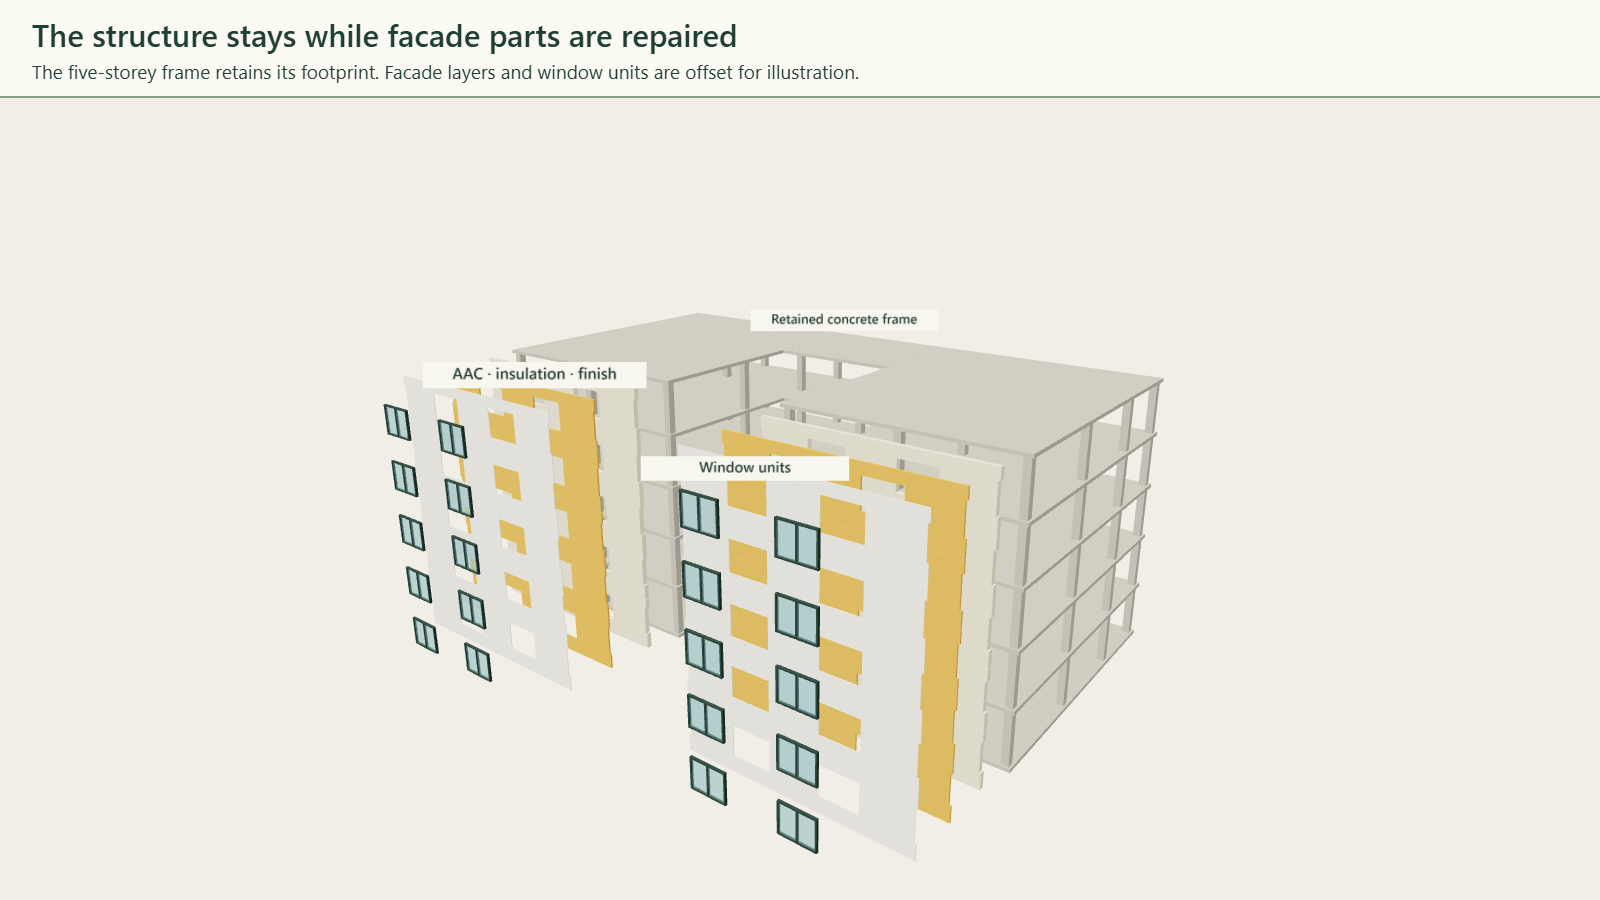 The structure stays while facade parts are repaired
The five-storey frame retains its footprint. Facade layers and window units are offset for illustration.
Retained concrete frame
AAC · insulation · finish
Window units